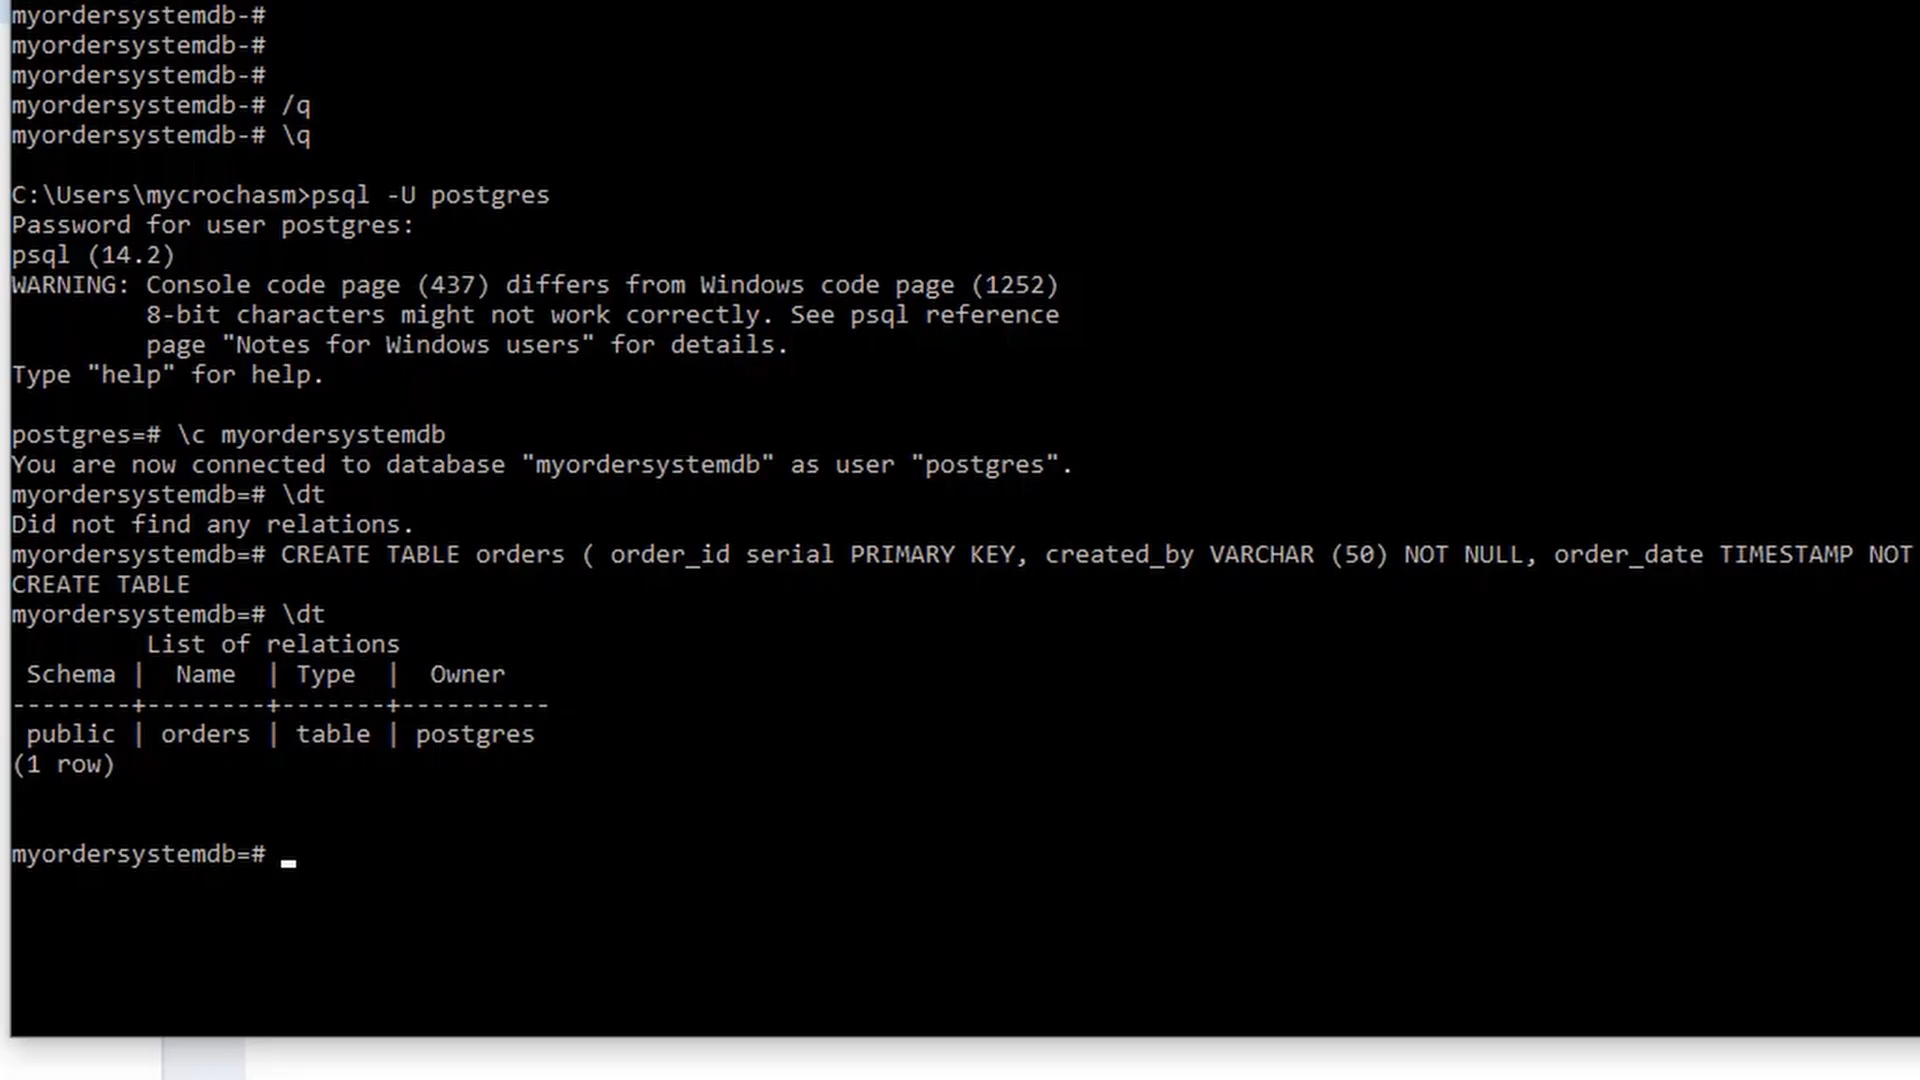 myordersystemdb-#
myordersystemdb-#
myordersystemdb-#
myordersystemdb-# /q
myordersystemdb-# \q
C:\Users\mycrochasm>psql -U postgres
Password for user postgres:
psql (14.2)
WARNING: Console code page (437) differs from Windows code page (1252)
         8-bit characters might not work correctly. See psql reference
         page "Notes for Windows users" for details.
Type "help" for help.
postgres=# \c myordersystemdb
You are now connected to database "myordersystemdb" as user "postgres".
myordersystemdb=# \dt
Did not find any relations.
myordersystemdb=# CREATE TABLE orders ( order_id serial PRIMARY KEY, created_by VARCHAR (50) NOT NULL, order_date TIMESTAMP NOT
CREATE TABLE
myordersystemdb=# \dt
         List of relations
 Schema |  Name  | Type  |  Owner
--------+--------+-------+----------
 public | orders | table | postgres
(1 row)
myordersystemdb=#